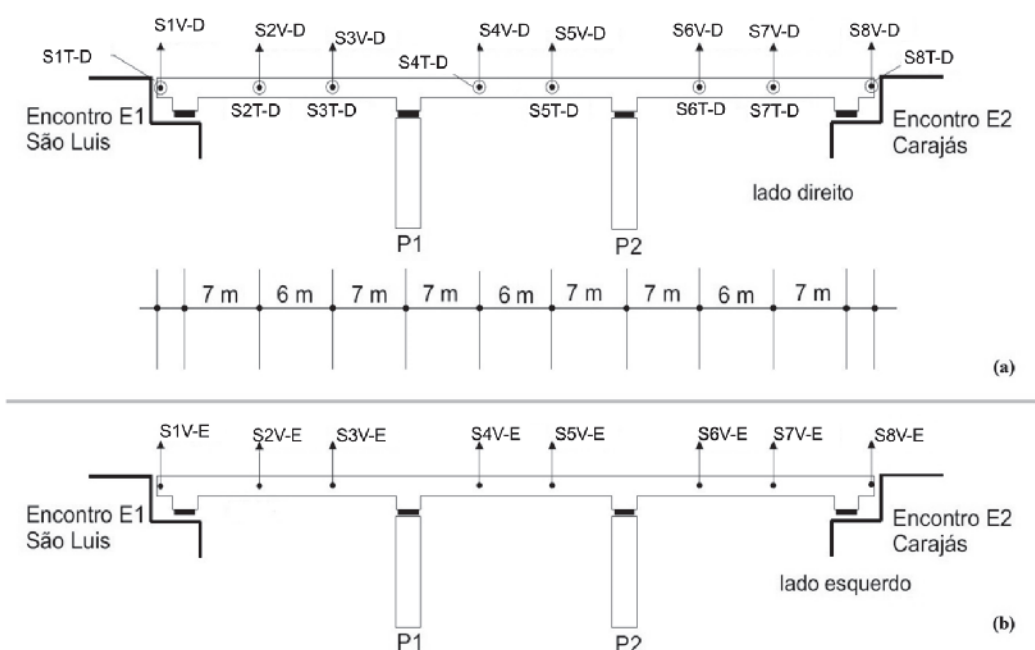 S1V-D
S2V-D
S3V-D
S4V-D
S5V-D
S6V-D
S7V-D
S8V-D
S1T-D
S4T-D
S8T-D
S2T-D
S3T-D
S5T-D
S6T-D
S7T-D
Encontro E1
São Luis
Encontro E2
Carajás
lado direito
P1
P2
7 m
6 m
7 m
7 m
6 m
7 m
7 m
6 m
7 m
(a)
S1V-E
S2V-E
S3V-E
S4V-E
S5V-E
S6V-E
S7V-E
S8V-E
Encontro E1
São Luis
Encontro E2
Carajás
lado esquerdo
P1
P2
(b)